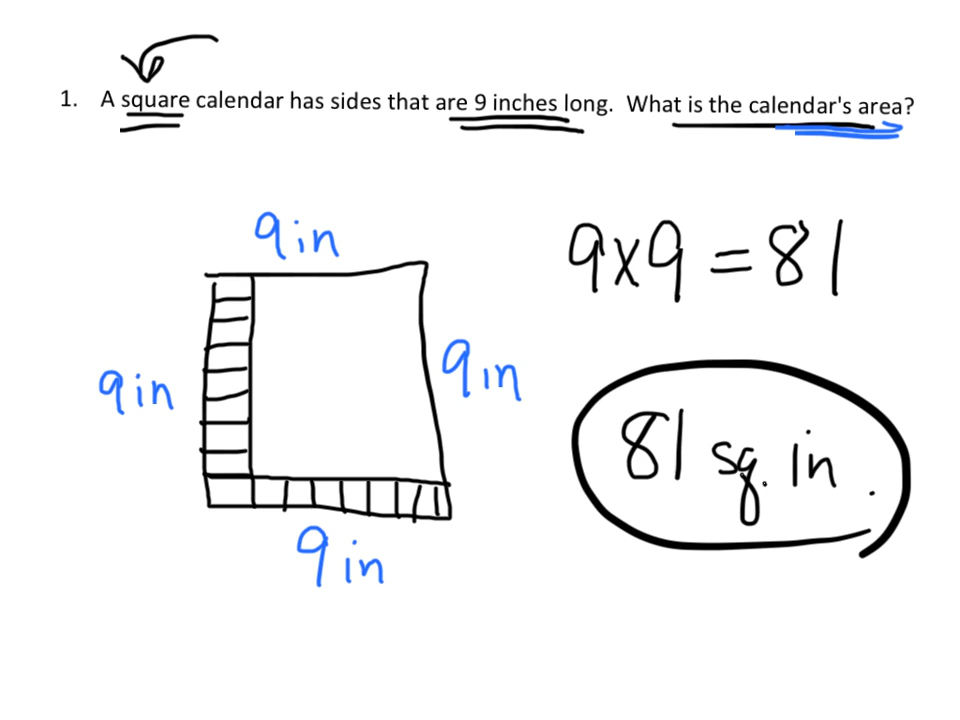 1. A square calendar has sides that are 9 inches long. What is the calendar's area?
9in
9x9 = 81
9in
9in
81 sq. in.
9in